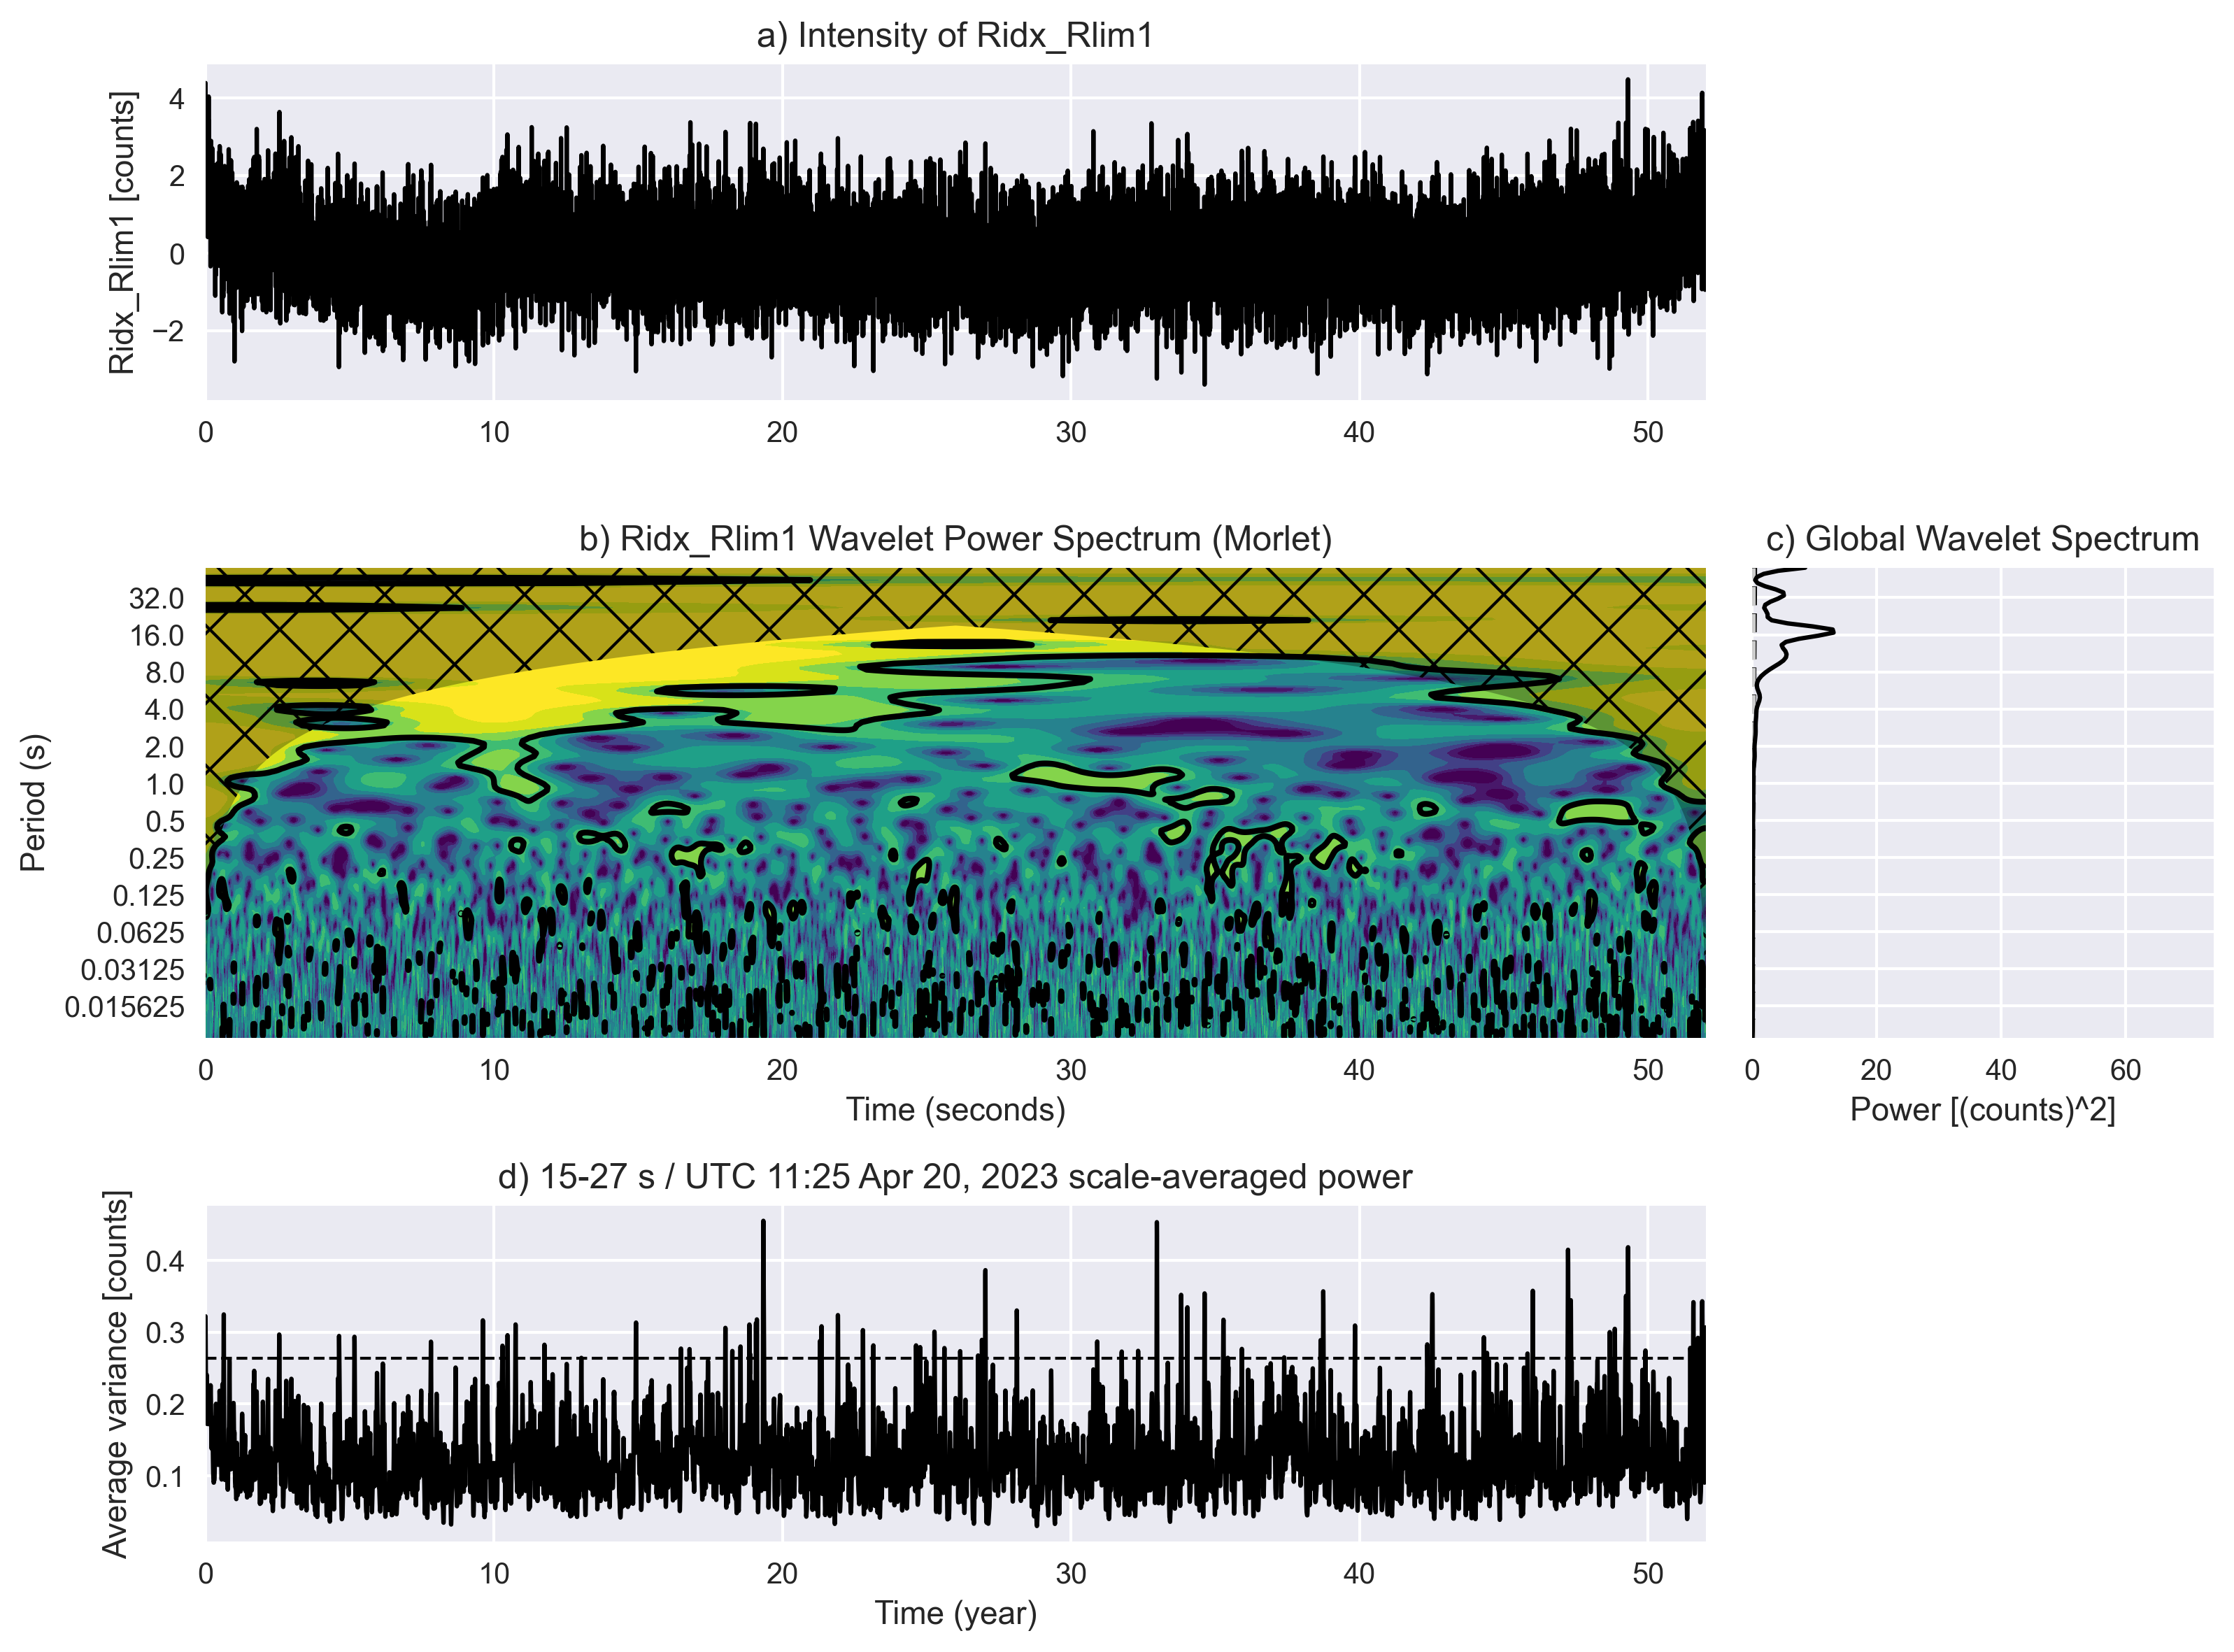 a) Intensity of Ridx_Rlim1
Ridx_Rlim1 [counts]
4
2
0
−2
0 10 20 30 40 50
b) Ridx_Rlim1 Wavelet Power Spectrum (Morlet)
Period (s)
32.0
16.0
8.0
4.0
2.0
1.0
0.5
0.25
0.125
0.0625
0.03125
0.015625
0 10 20 30 40 50
Time (seconds)
c) Global Wavelet Spectrum
0 20 40 60
Power [(counts)^2]
d) 15-27 s / UTC 11:25 Apr 20, 2023 scale-averaged power
Average variance [counts]
0.4
0.3
0.2
0.1
0 10 20 30 40 50
Time (year)